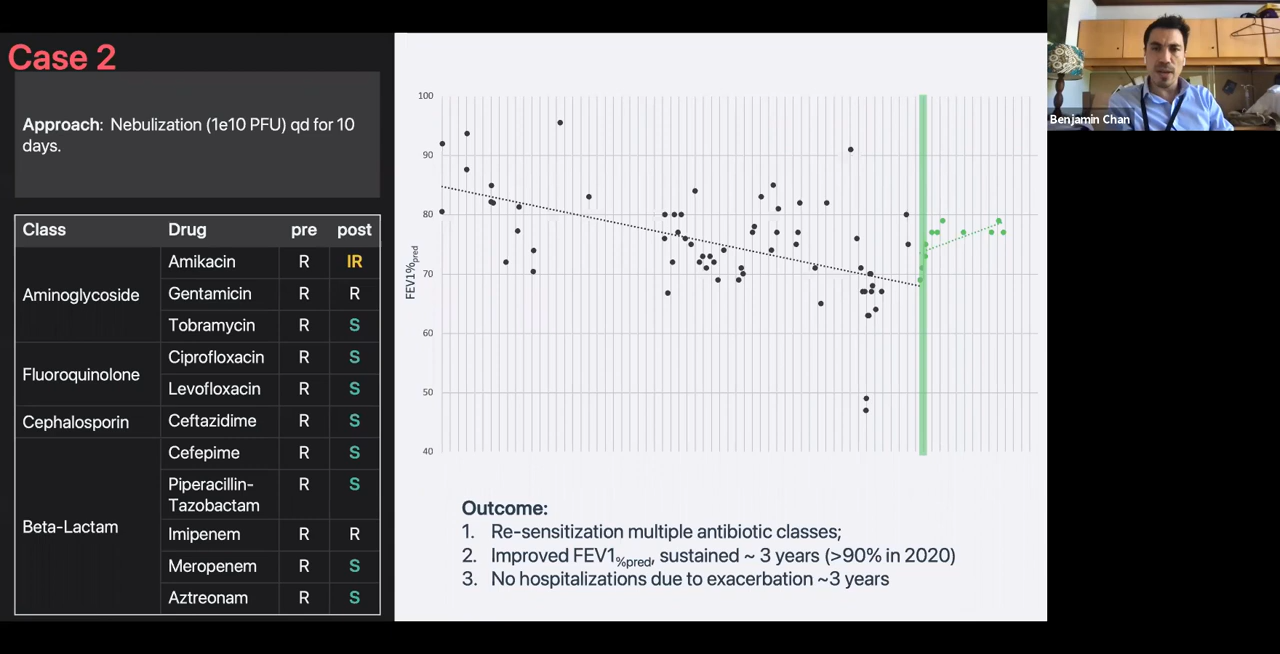 Case 2
Approach: Nebulization (1e10 PFU) qd for 10
days.
Class Drug pre post
Aminoglycoside
Amikacin R IR
Gentamicin R R
Tobramycin R S
Fluoroquinolone
Ciprofloxacin R S
Levofloxacin R S
Cephalosporin Ceftazidime R S
Beta-Lactam
Cefepime R S
Piperacillin-
Tazobactam R S
Imipenem R R
Meropenem R S
Aztreonam R S
FEV1%pred
100
90
80
70
60
50
40
Outcome:
1. Re-sensitization multiple antibiotic classes;
2. Improved FEV1%pred, sustained ~ 3 years (>90% in 2020)
3. No hospitalizations due to exacerbation ~3 years
Benjamin Chan